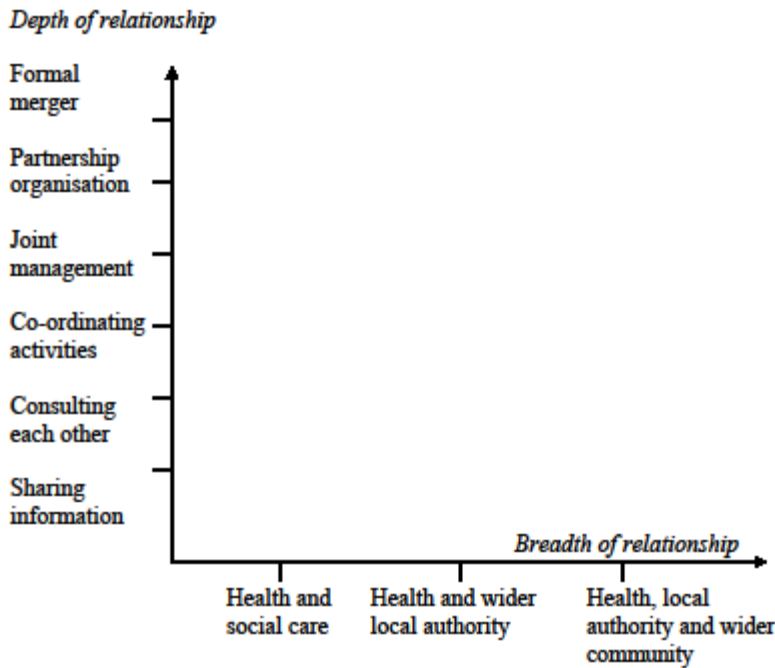 Depth of relationship
Formal
merger
Partnership
organisation
Joint
management
Co-ordinating
activities
Consulting
each other
Sharing
information
Breadth of relationship
Health and
social care
Health and wider
local authority
Health, local
authority and wider
community